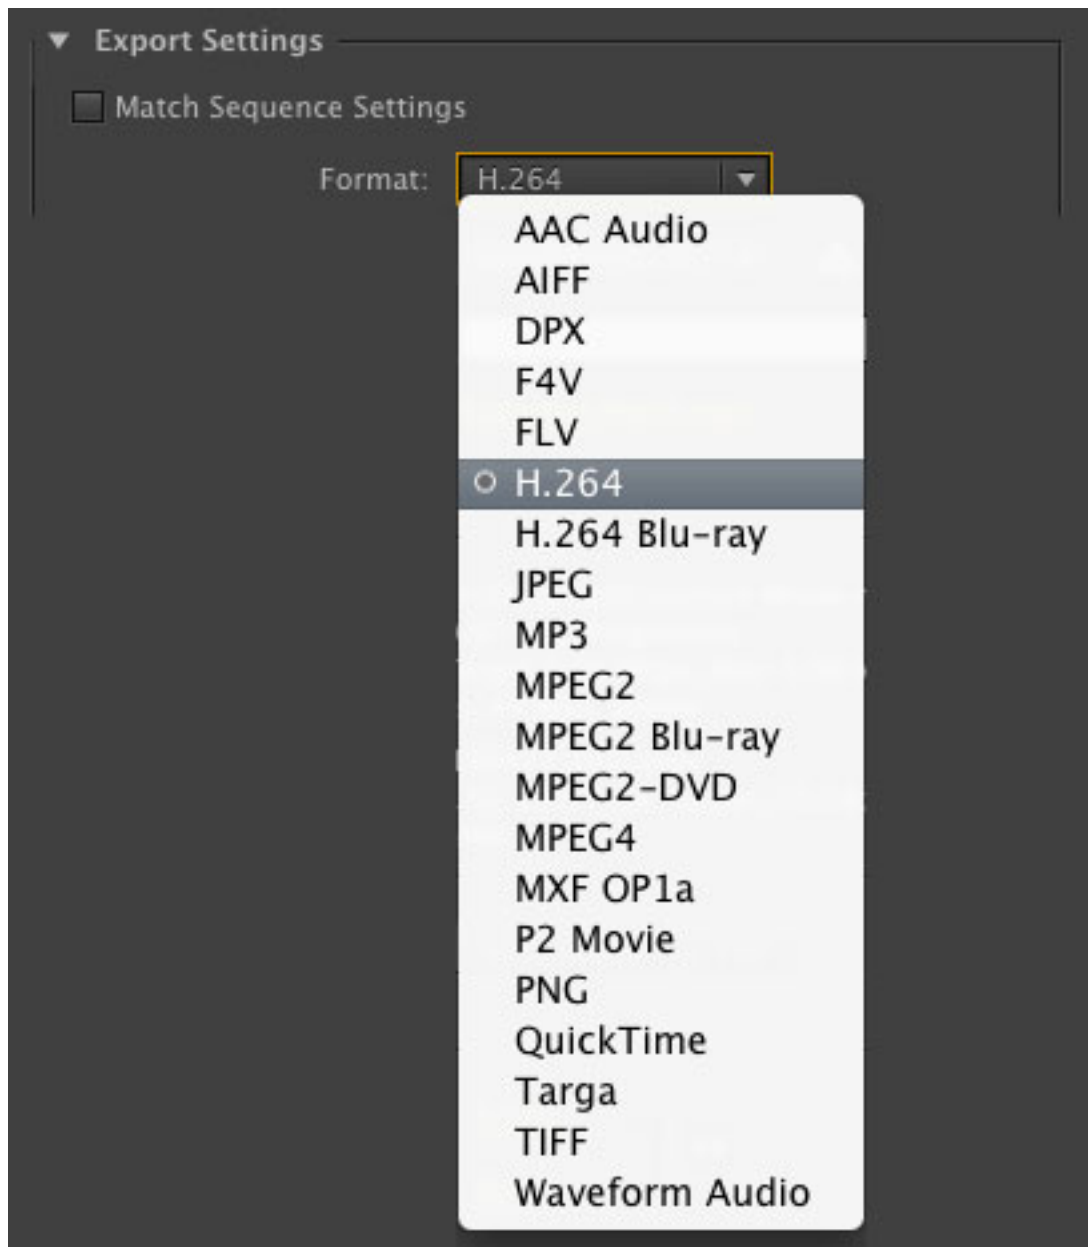 Export Settings
Match Sequence Settings
Format: H.264
AAC Audio
AIFF
DPX
F4V
FLV
H.264
H.264 Blu-ray
JPEG
MP3
MPEG2
MPEG2 Blu-ray
MPEG2-DVD
MPEG4
MXF OP1a
P2 Movie
PNG
QuickTime
Targa
TIFF
Waveform Audio